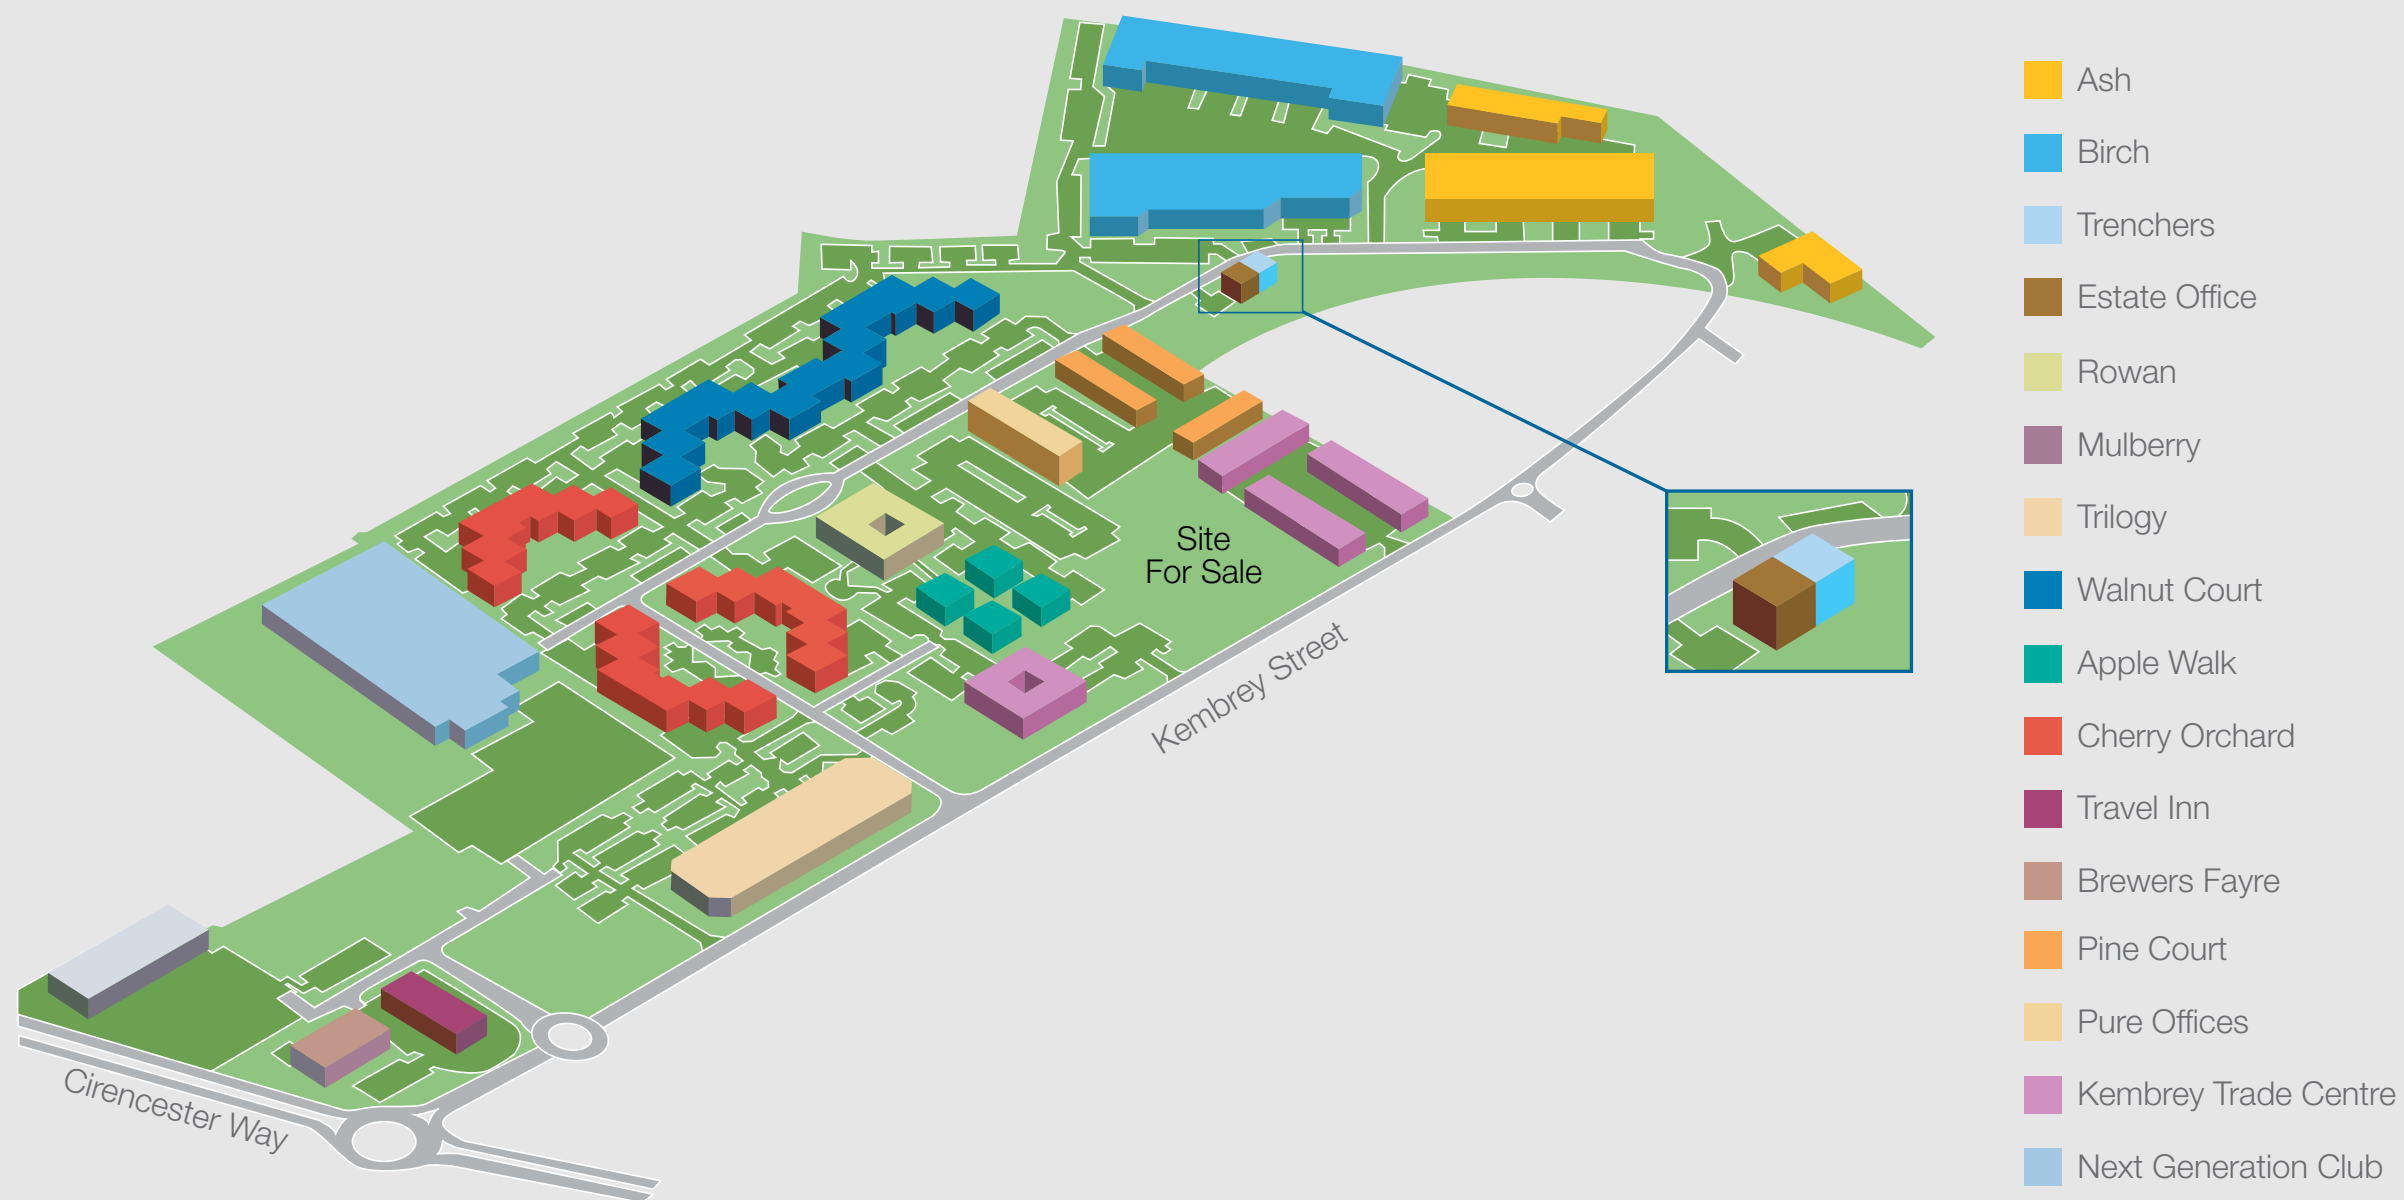 Site
For Sale
Kembrey Street
Cirencester Way
Ash
Birch
Trenchers
Estate Office
Rowan
Mulberry
Trilogy
Walnut Court
Apple Walk
Cherry Orchard
Travel Inn
Brewers Fayre
Pine Court
Pure Offices
Kembrey Trade Centre
Next Generation Club